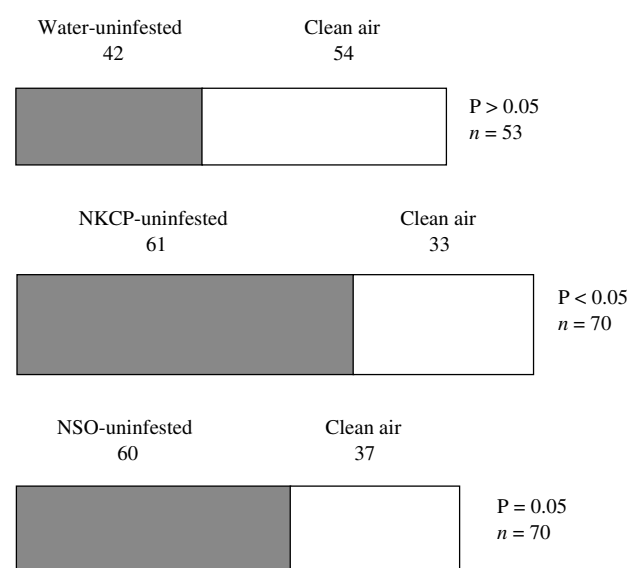 Water-uninfested Clean air
42 54
P > 0.05
n = 53
NKCP-uninfested Clean air
61 33
P < 0.05
n = 70
NSO-uninfested Clean air
60 37
P = 0.05
n = 70